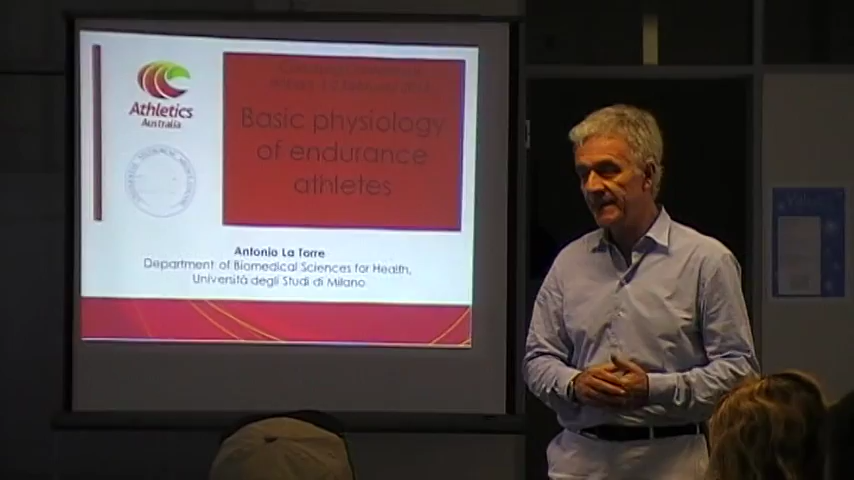 Athletics
Australia
Basic physiology
of endurance
athletes
Antonio La Torre
Department of Biomedical Sciences for Health,
Università degli Studi di Milano